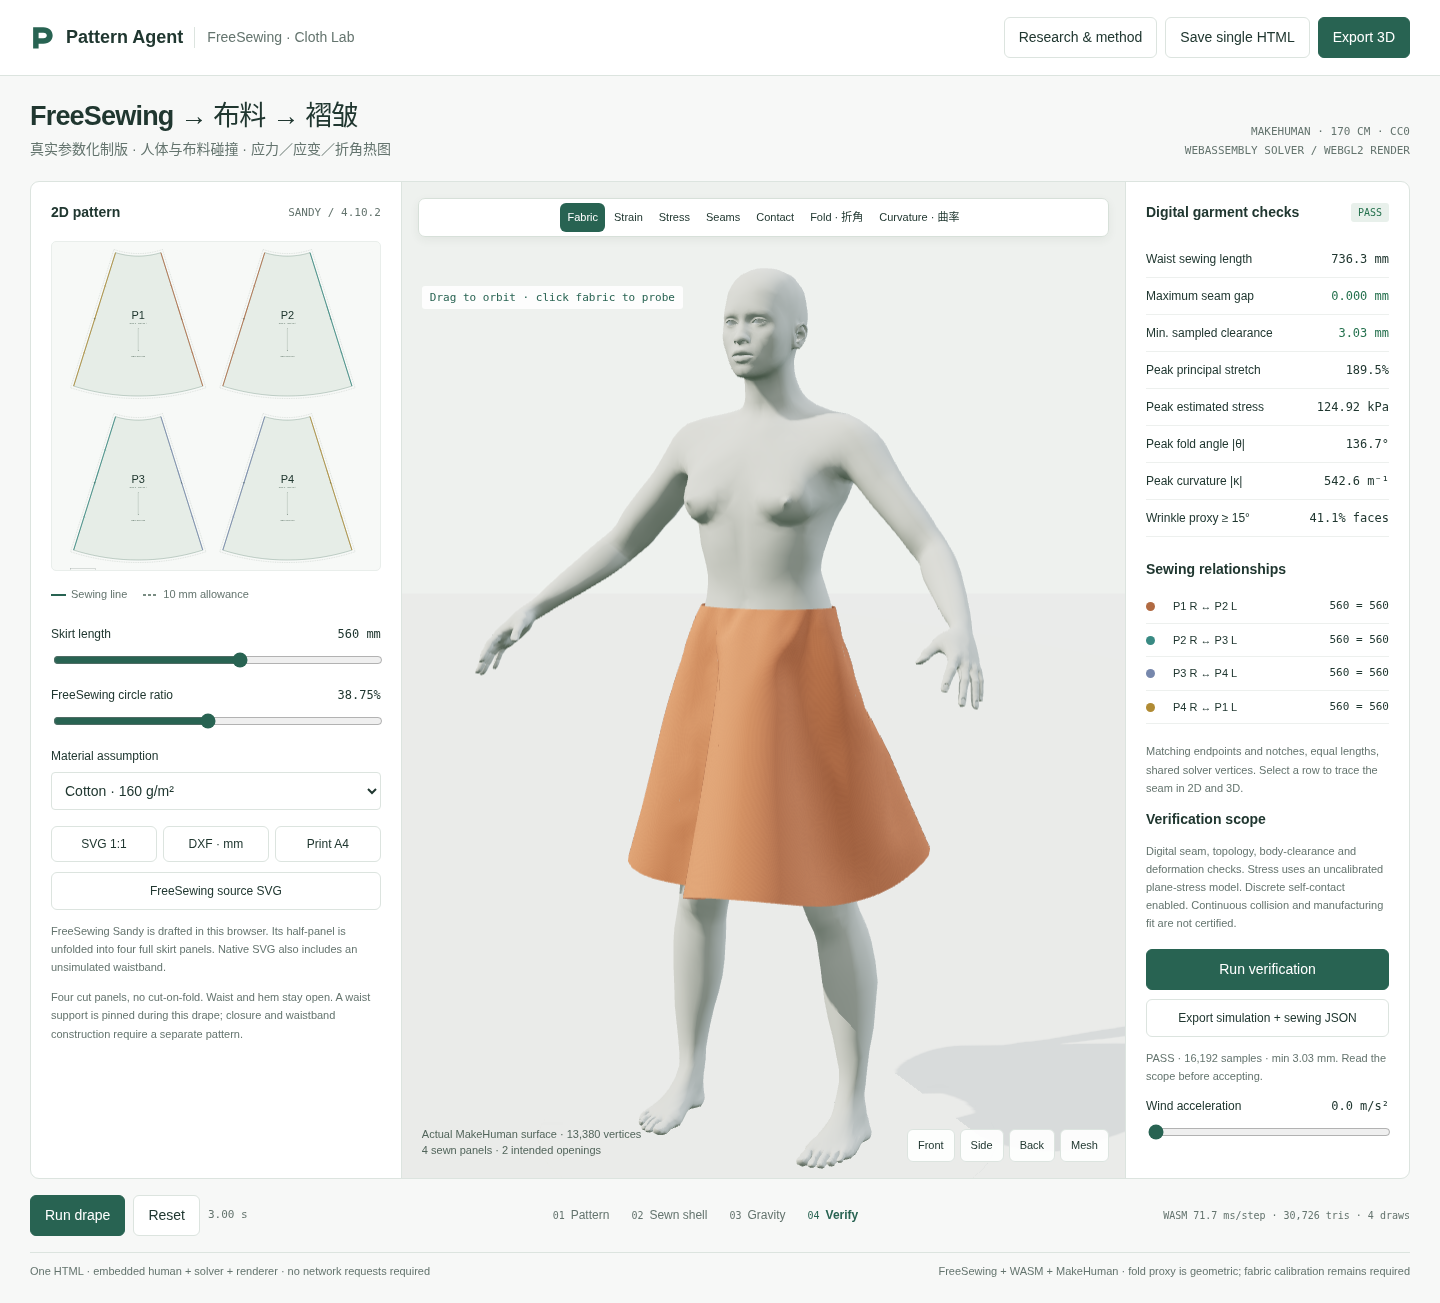 Pattern Agent
FreeSewing · Cloth Lab
Research & method
Save single HTML
Export 3D
FreeSewing → 布料 → 褶皱
真实参数化制版 · 人体与布料碰撞 · 应力／应变／折角热图
MAKEHUMAN · 170 CM · CC0
WEBASSEMBLY SOLVER / WEBGL2 RENDER
2D pattern
SANDY / 4.10.2
P1
P2
P3
P4
Sewing line
10 mm allowance
Skirt length
560 mm
FreeSewing circle ratio
38.75%
Material assumption
Cotton · 160 g/m²
SVG 1:1
DXF · mm
Print A4
FreeSewing source SVG
FreeSewing Sandy is drafted in this browser. Its half-panel is
unfolded into four full skirt panels. Native SVG also includes an
unsimulated waistband.
Four cut panels, no cut-on-fold. Waist and hem stay open. A waist
support is pinned during this drape; closure and waistband
construction require a separate pattern.
Fabric
Strain
Stress
Seams
Contact
Fold · 折角
Curvature · 曲率
Drag to orbit · click fabric to probe
Actual MakeHuman surface · 13,380 vertices
4 sewn panels · 2 intended openings
Front
Side
Back
Mesh
Digital garment checks
PASS
Waist sewing length
736.3 mm
Maximum seam gap
0.000 mm
Min. sampled clearance
3.03 mm
Peak principal stretch
189.5%
Peak estimated stress
124.92 kPa
Peak fold angle |θ|
136.7°
Peak curvature |κ|
542.6 m⁻¹
Wrinkle proxy ≥ 15°
41.1% faces
Sewing relationships
P1 R ↔ P2 L
560 = 560
P2 R ↔ P3 L
560 = 560
P3 R ↔ P4 L
560 = 560
P4 R ↔ P1 L
560 = 560
Matching endpoints and notches, equal lengths,
shared solver vertices. Select a row to trace the
seam in 2D and 3D.
Verification scope
Digital seam, topology, body-clearance and
deformation checks. Stress uses an uncalibrated
plane-stress model. Discrete self-contact
enabled. Continuous collision and manufacturing
fit are not certified.
Run verification
Export simulation + sewing JSON
PASS · 16,192 samples · min 3.03 mm. Read the
scope before accepting.
Wind acceleration
0.0 m/s²
Run drape
Reset
3.00 s
01 Pattern
02 Sewn shell
03 Gravity
04 Verify
WASM 71.7 ms/step · 30,726 tris · 4 draws
One HTML · embedded human + solver + renderer · no network requests required
FreeSewing + WASM + MakeHuman · fold proxy is geometric; fabric calibration remains required